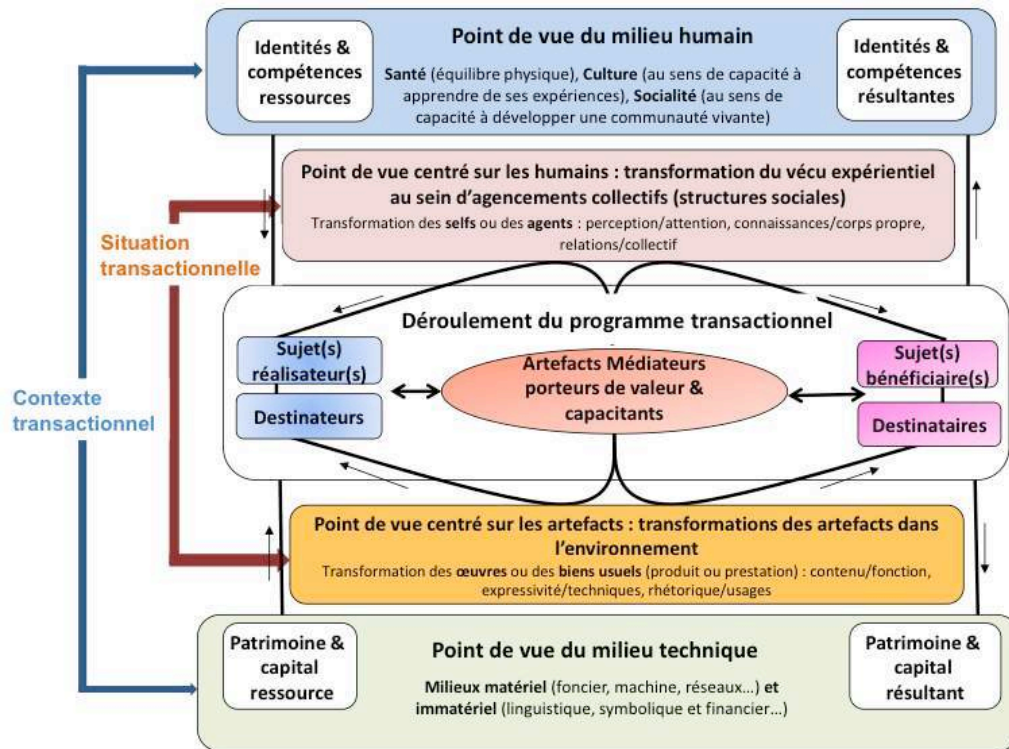 Point de vue du milieu humain
Identités &
compétences
ressources
Santé (équilibre physique), Culture (au sens de capacité à
apprendre de ses expériences), Socialité (au sens de
capacité à développer une communauté vivante)
Identités &
compétences
résultantes
Point de vue centré sur les humains : transformation du vécu expérientiel
au sein d’agencements collectifs (structures sociales)
Transformation des selfs ou des agents : perception/attention, connaissances/corps propre,
relations/collectif
Situation
transactionnelle
Contexte
transactionnel
Déroulement du programme transactionnel
Sujet(s)
réalisateur(s)
Destinateurs
Artefacts Médiateurs
porteurs de valeur &
capacitants
Sujet(s)
bénéficiaire(s)
Destinataires
Point de vue centré sur les artefacts : transformations des artefacts dans
l’environnement
Transformation des œuvres ou des biens usuels (produit ou prestation) : contenu/fonction,
expressivité/techniques, rhétorique/usages
Patrimoine &
capital
ressource
Point de vue du milieu technique
Milieux matériel (foncier, machine, réseaux…) et
immatériel (linguistique, symbolique et financier…)
Patrimoine &
capital
résultant